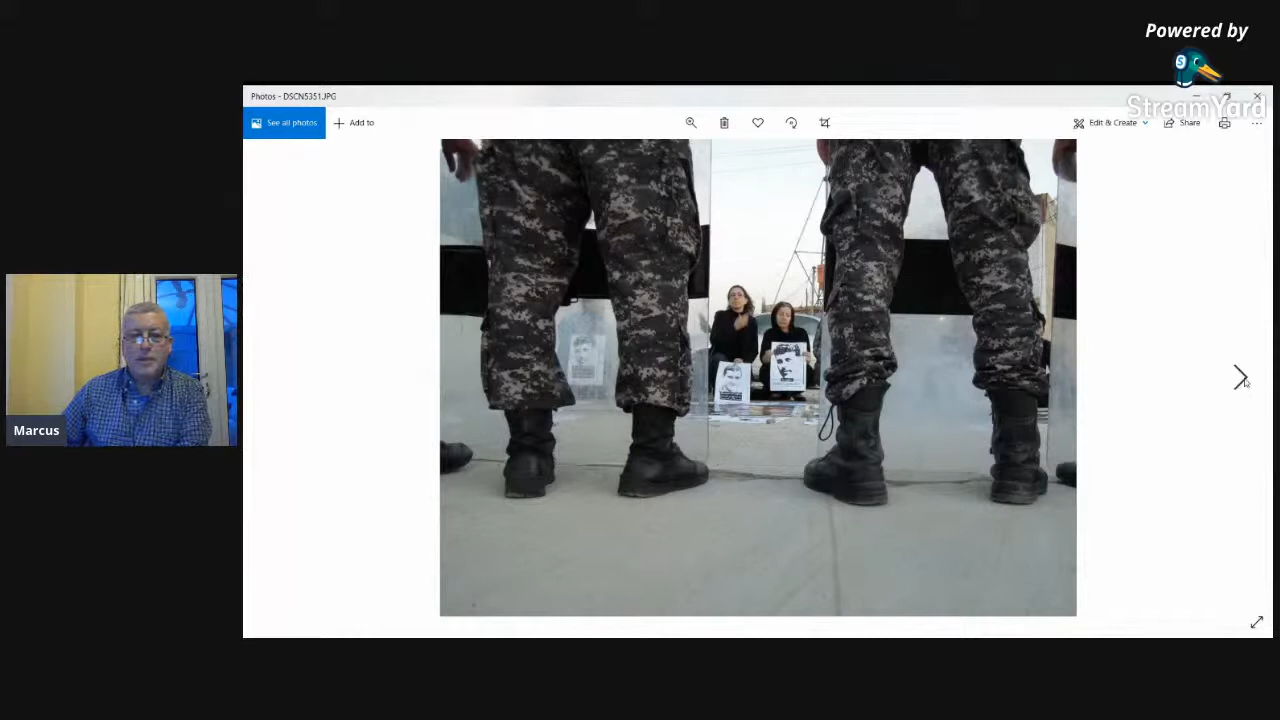 Powered by
StreamYard
Photos - DSCN5351.JPG
See all photos
Add to
Edit & Create
Share
Marcus